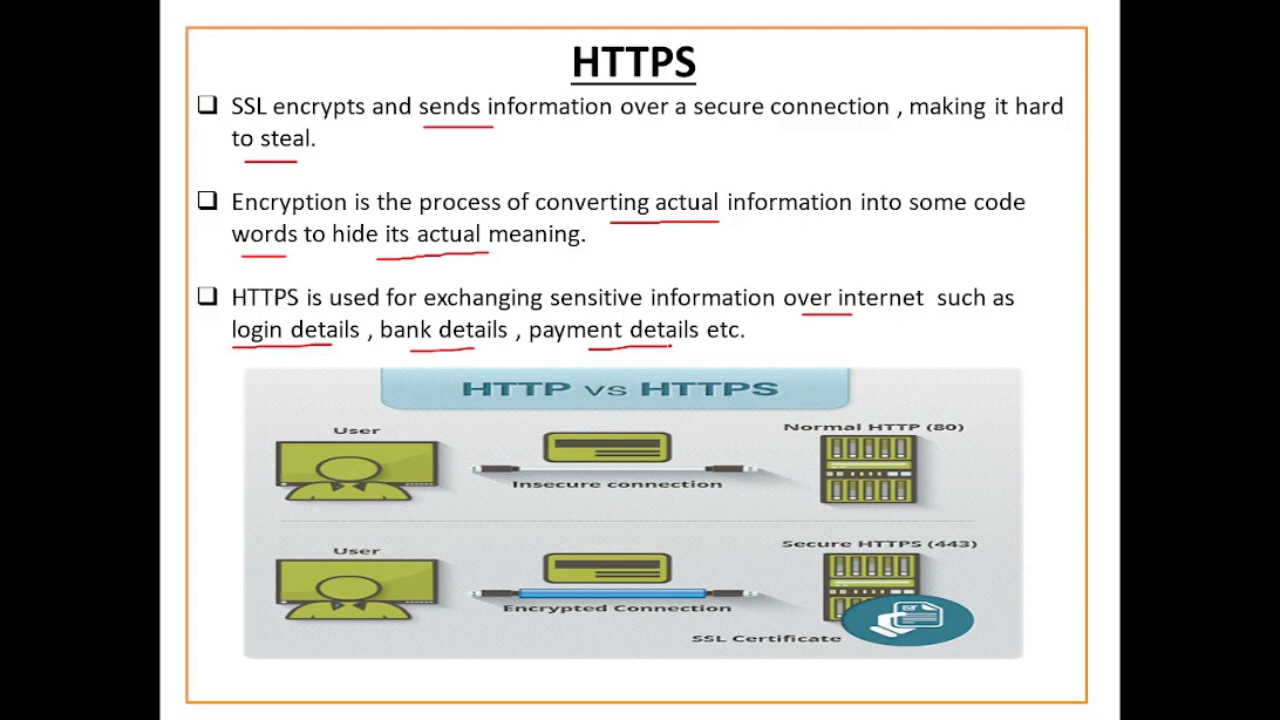 HTTPS
SSL encrypts and sends information over a secure connection , making it hard
to steal.
Encryption is the process of converting actual information into some code
words to hide its actual meaning.
HTTPS is used for exchanging sensitive information over internet such as
login details , bank details , payment details etc.
HTTP vs HTTPS
User
Normal HTTP (80)
Insecure connection
User
Secure HTTPS (443)
Encrypted Connection
SSL Certificate